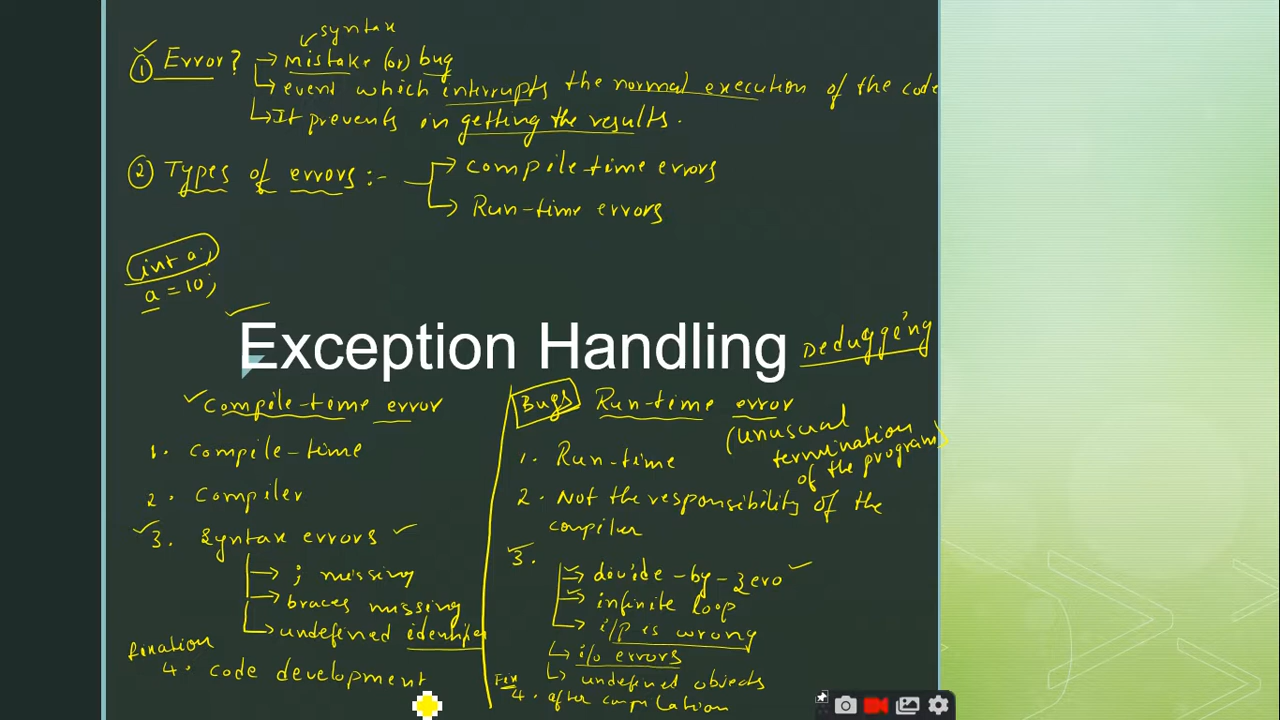 syntax
① Error? → mistake (or) bug
→ event which interrupts the normal execution of the code
→ It prevents in getting the results.
② Types of errors :- → compile-time errors
→ Run-time errors
int a;
a = 10;
Exception Handling Dedugging
Compile-time error
1. compile-time
2. compiler
3. Syntax errors
→ ; missing
→ braces missing
→ undefined identifier
fixation
4. code development
Bugs Run-time error
(unusual
termination
of the program)
1. Run-time
2. Not the responsibility of the
compiler
3. → divide-by-zero
→ infinite loop
→ i/p is wrong
→ i/o errors
→ undefined objects
Fix
4. after compilation